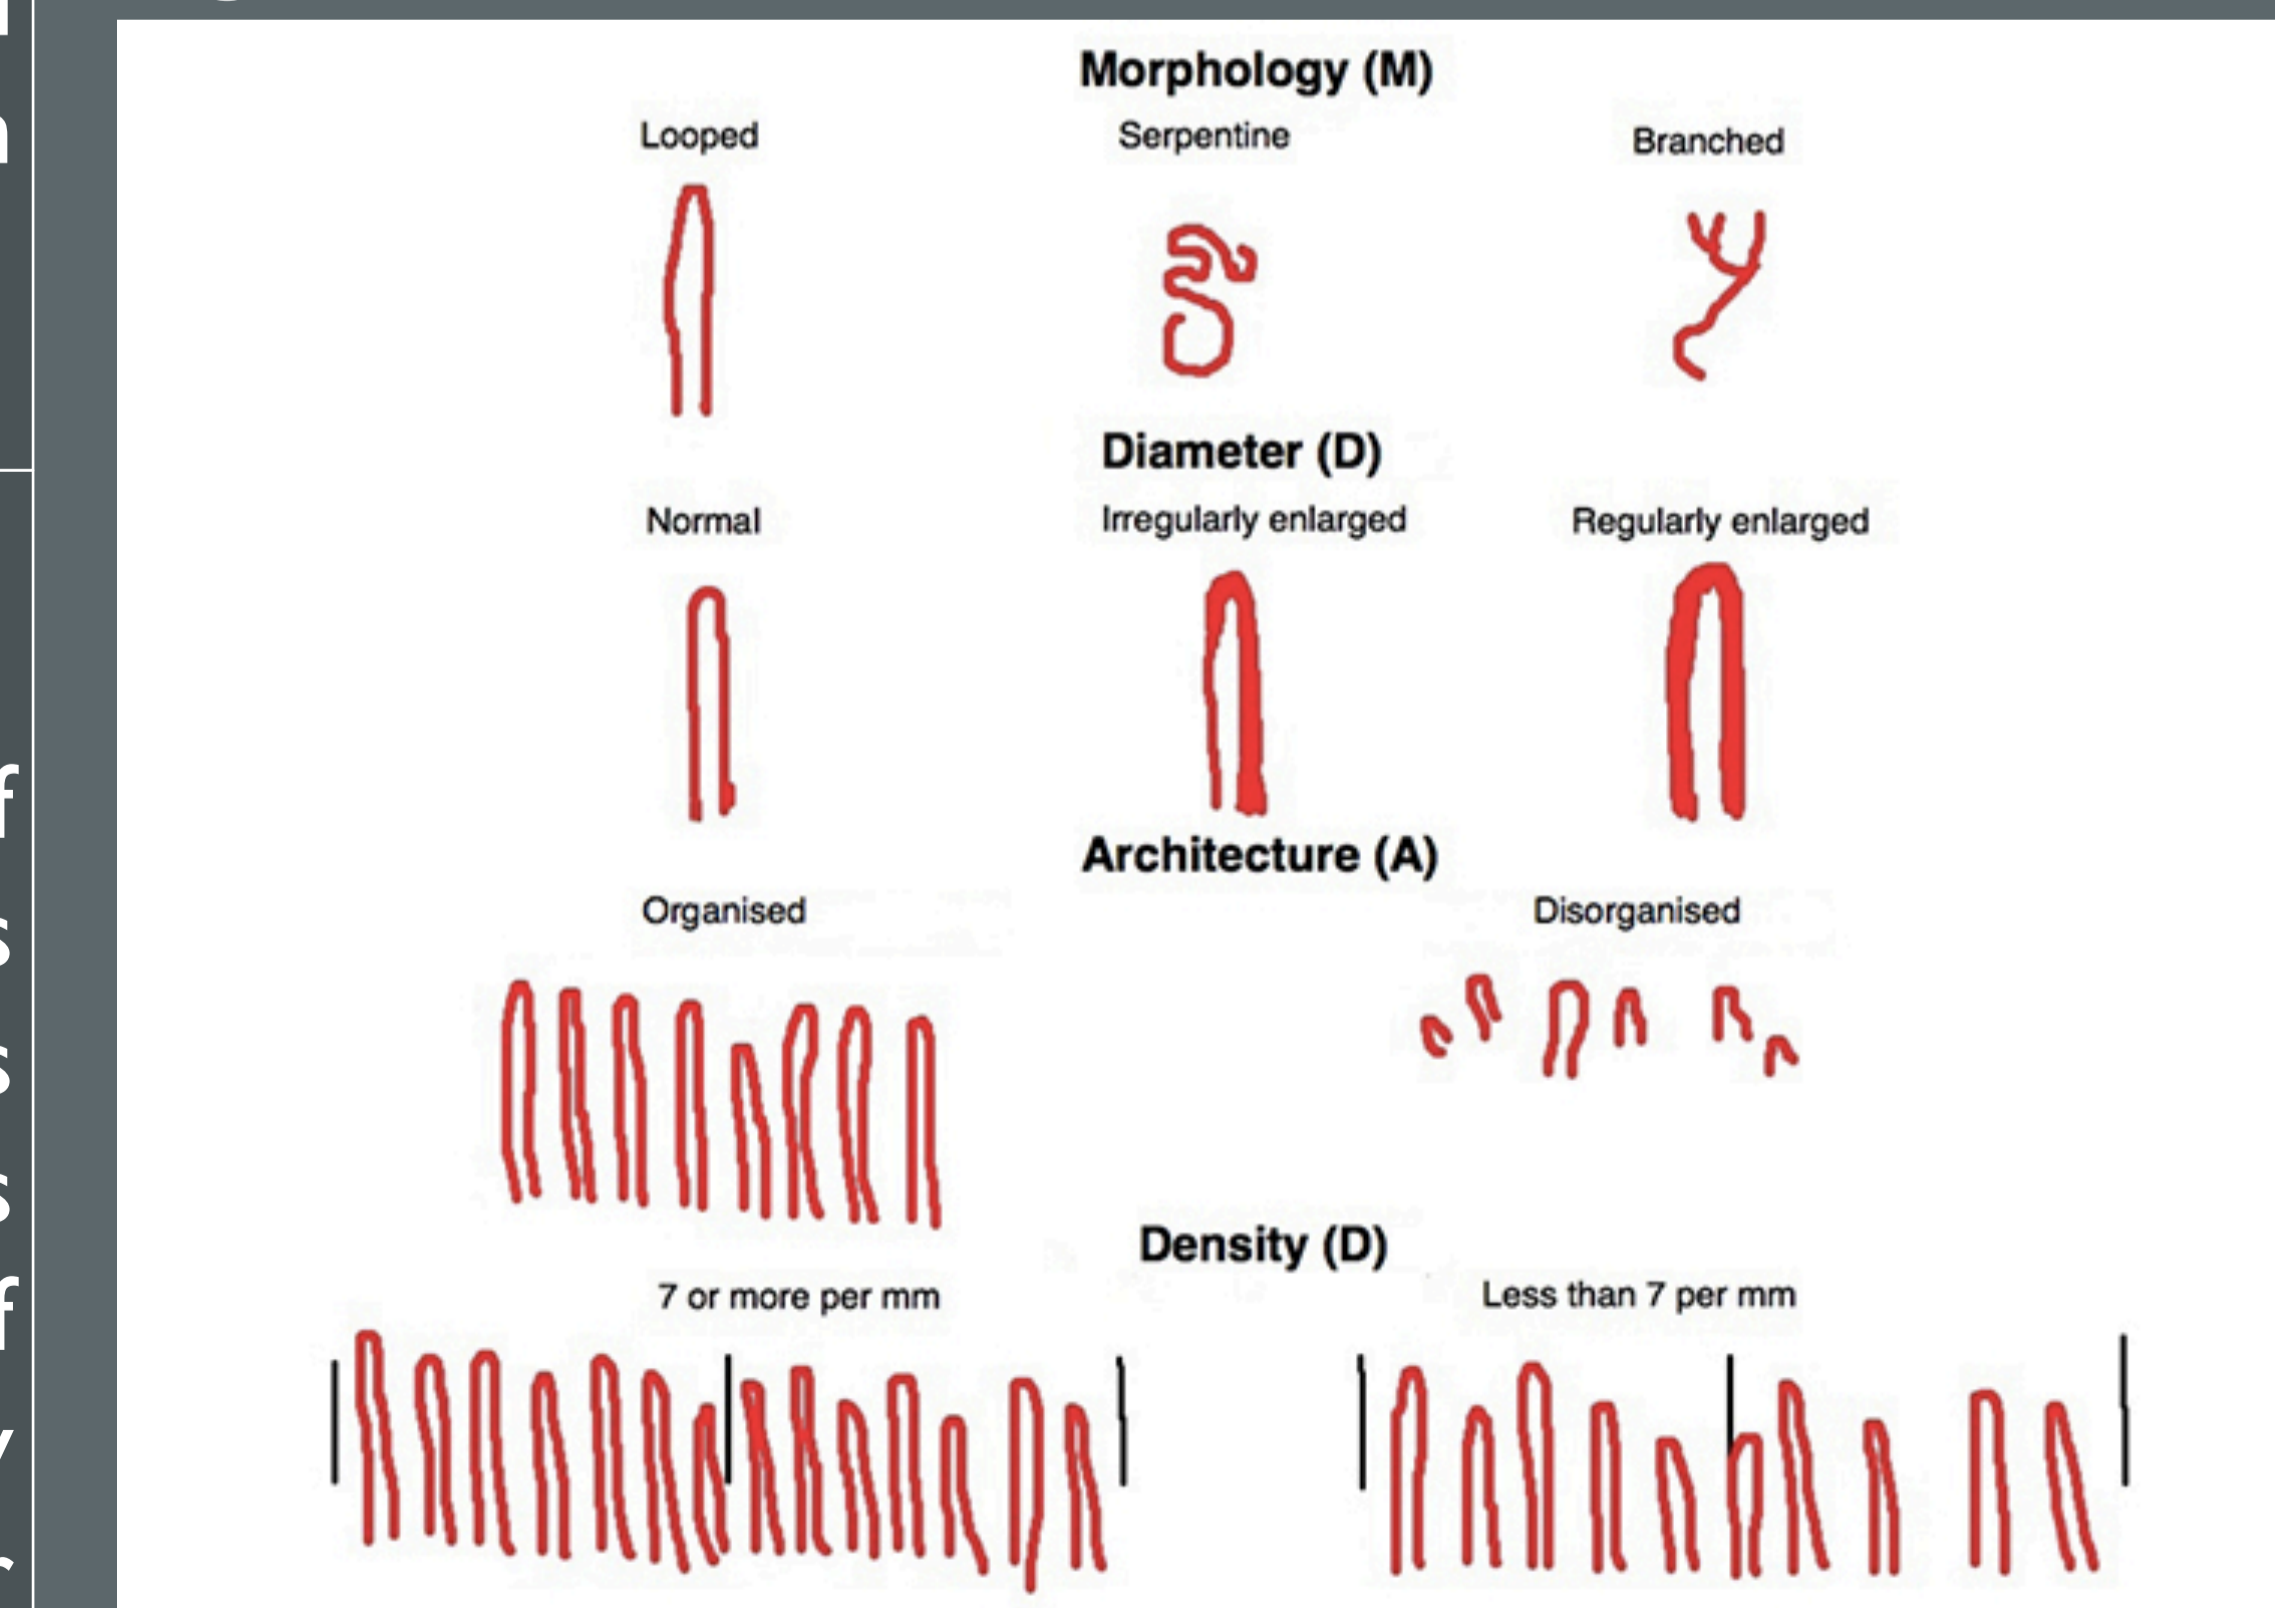 Morphology (M)
Looped Serpentine Branched
Diameter (D)
Normal Irregularly enlarged Regularly enlarged
Architecture (A)
Organised Disorganised
Density (D)
7 or more per mm Less than 7 per mm